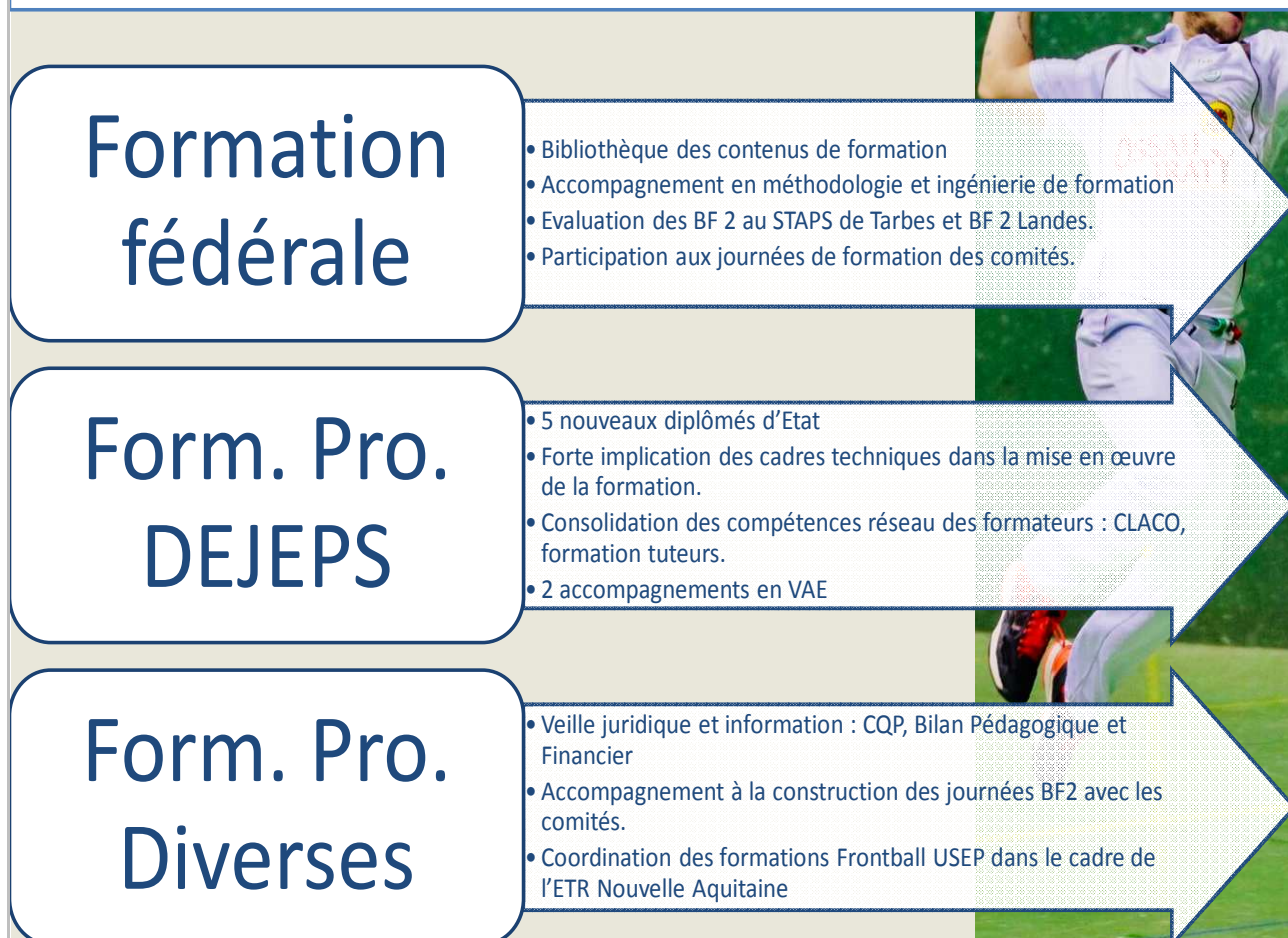 Formation
fédérale
• Bibliothèque des contenus de formation
• Accompagnement en méthodologie et ingénierie de formation
• Evaluation des BF 2 au STAPS de Tarbes et BF 2 Landes.
• Participation aux journées de formation des comités.
Form. Pro.
DEJEPS
• 5 nouveaux diplômés d’Etat
• Forte implication des cadres techniques dans la mise en œuvre
de la formation.
• Consolidation des compétences réseau des formateurs : CLACO,
formation tuteurs.
• 2 accompagnements en VAE
Form. Pro.
Diverses
• Veille juridique et information : CQP, Bilan Pédagogique et
Financier
• Accompagnement à la construction des journées BF2 avec les
comités.
• Coordination des formations Frontball USEP dans le cadre de
l’ETR Nouvelle Aquitaine